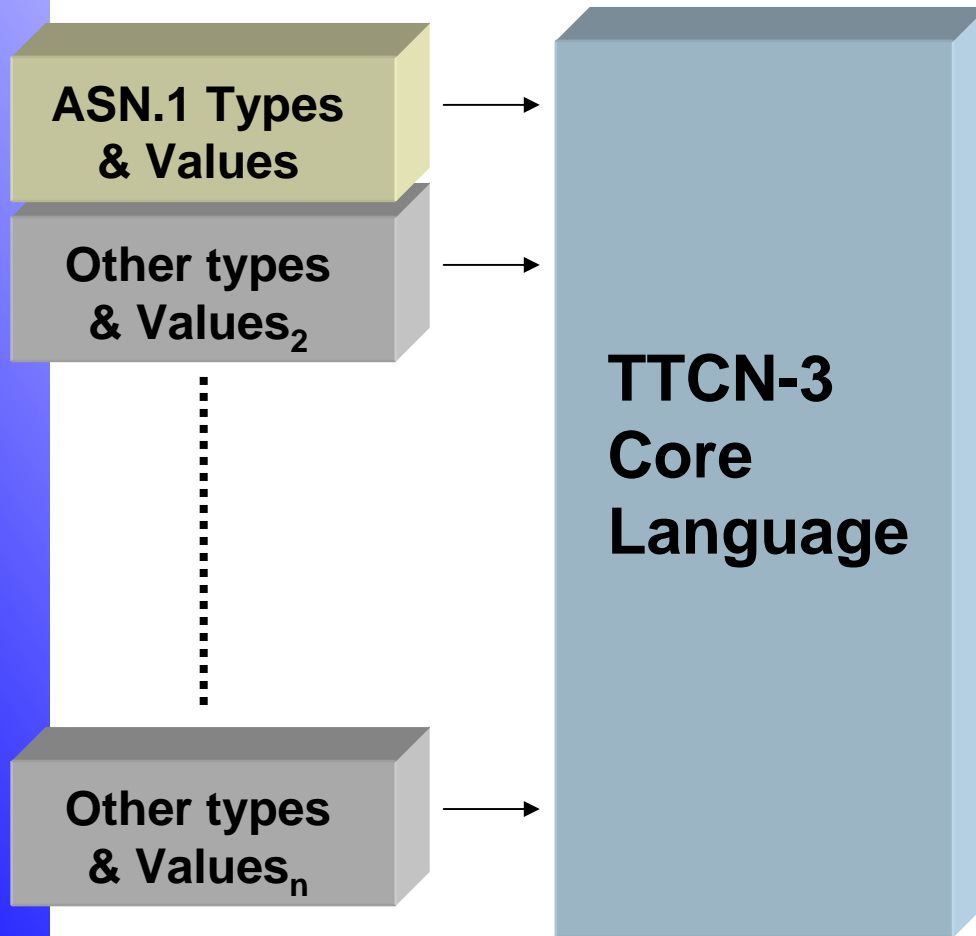 ASN.1 Types
& Values
Other types
& Values₂
TTCN-3
Core
Language
Other types
& Valuesₙ